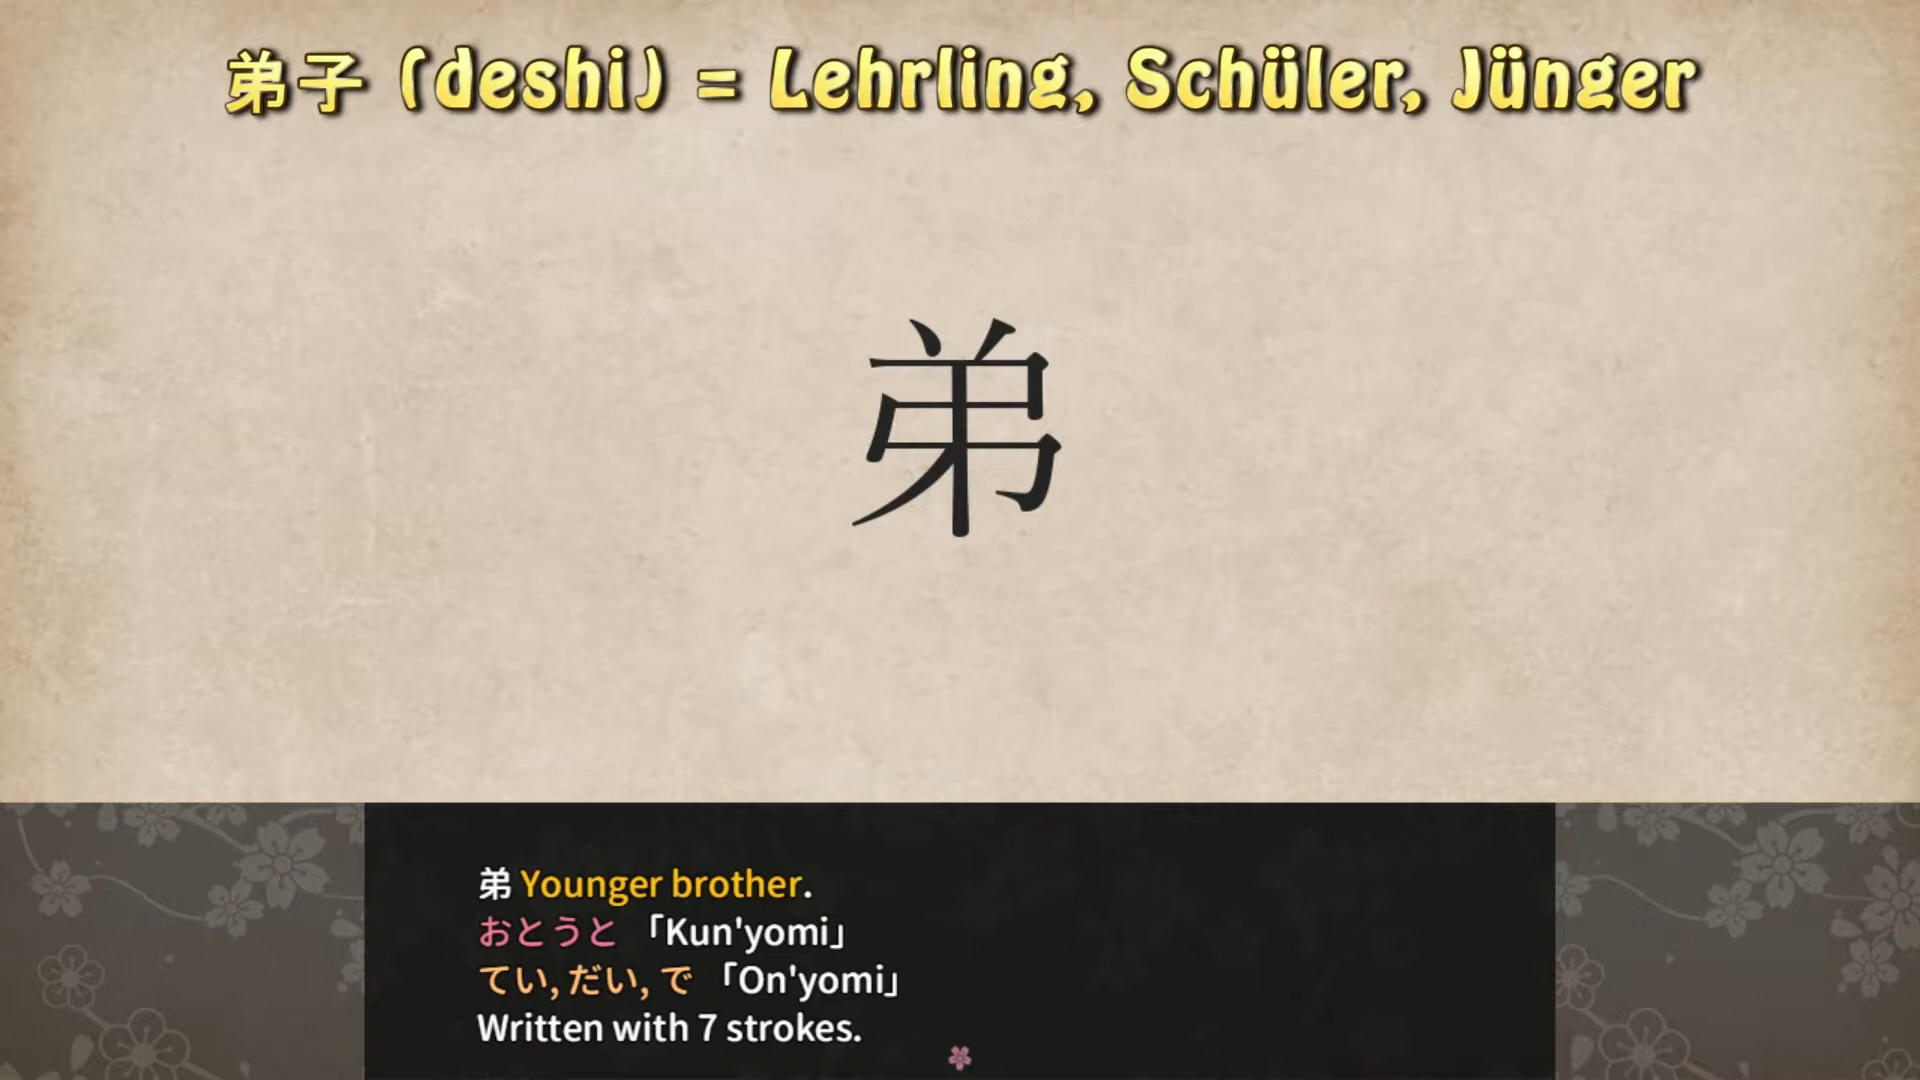 弟子 (deshi) = Lehrling, Schüler, Jünger
弟
弟 Younger brother.
おとうと 「Kun'yomi」
てい, だい, で 「On'yomi」
Written with 7 strokes.